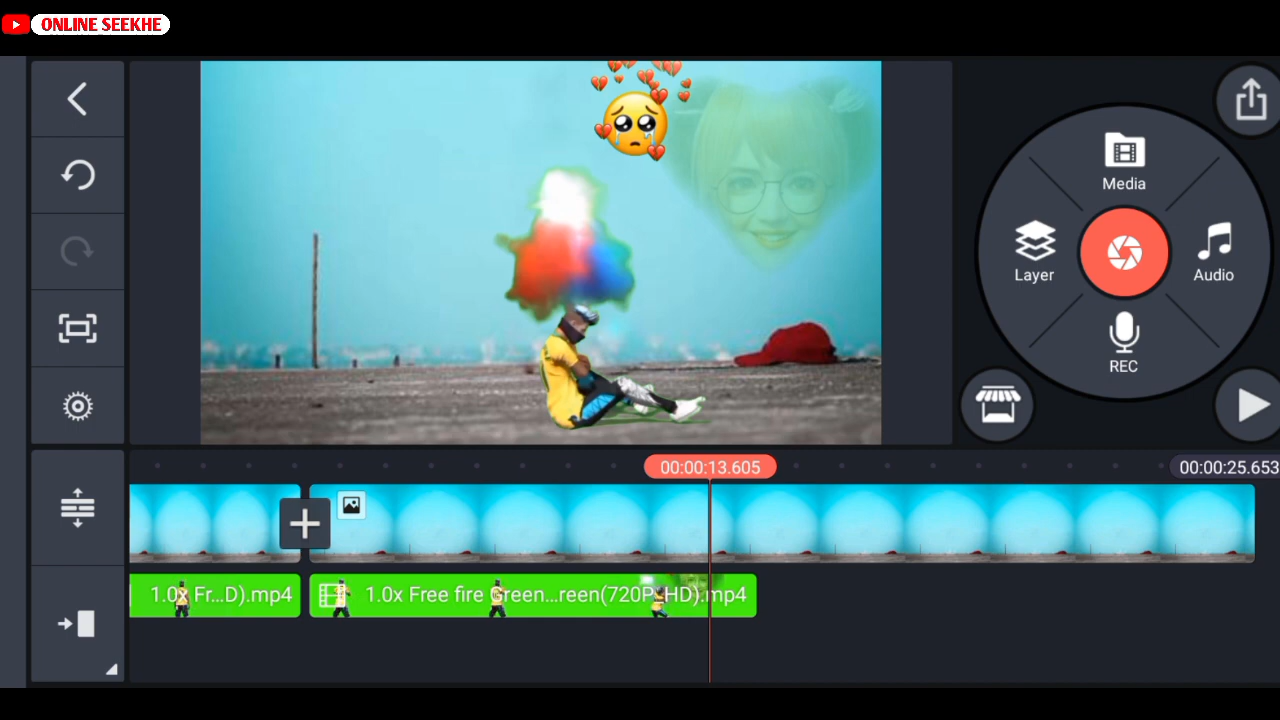 ONLINE SEEKHE
Media
Layer
Audio
REC
00:00:13.605
00:00:25.653
1.0x Fr...D).mp4
1.0x Free fire Green...reen(720P_HD).mp4